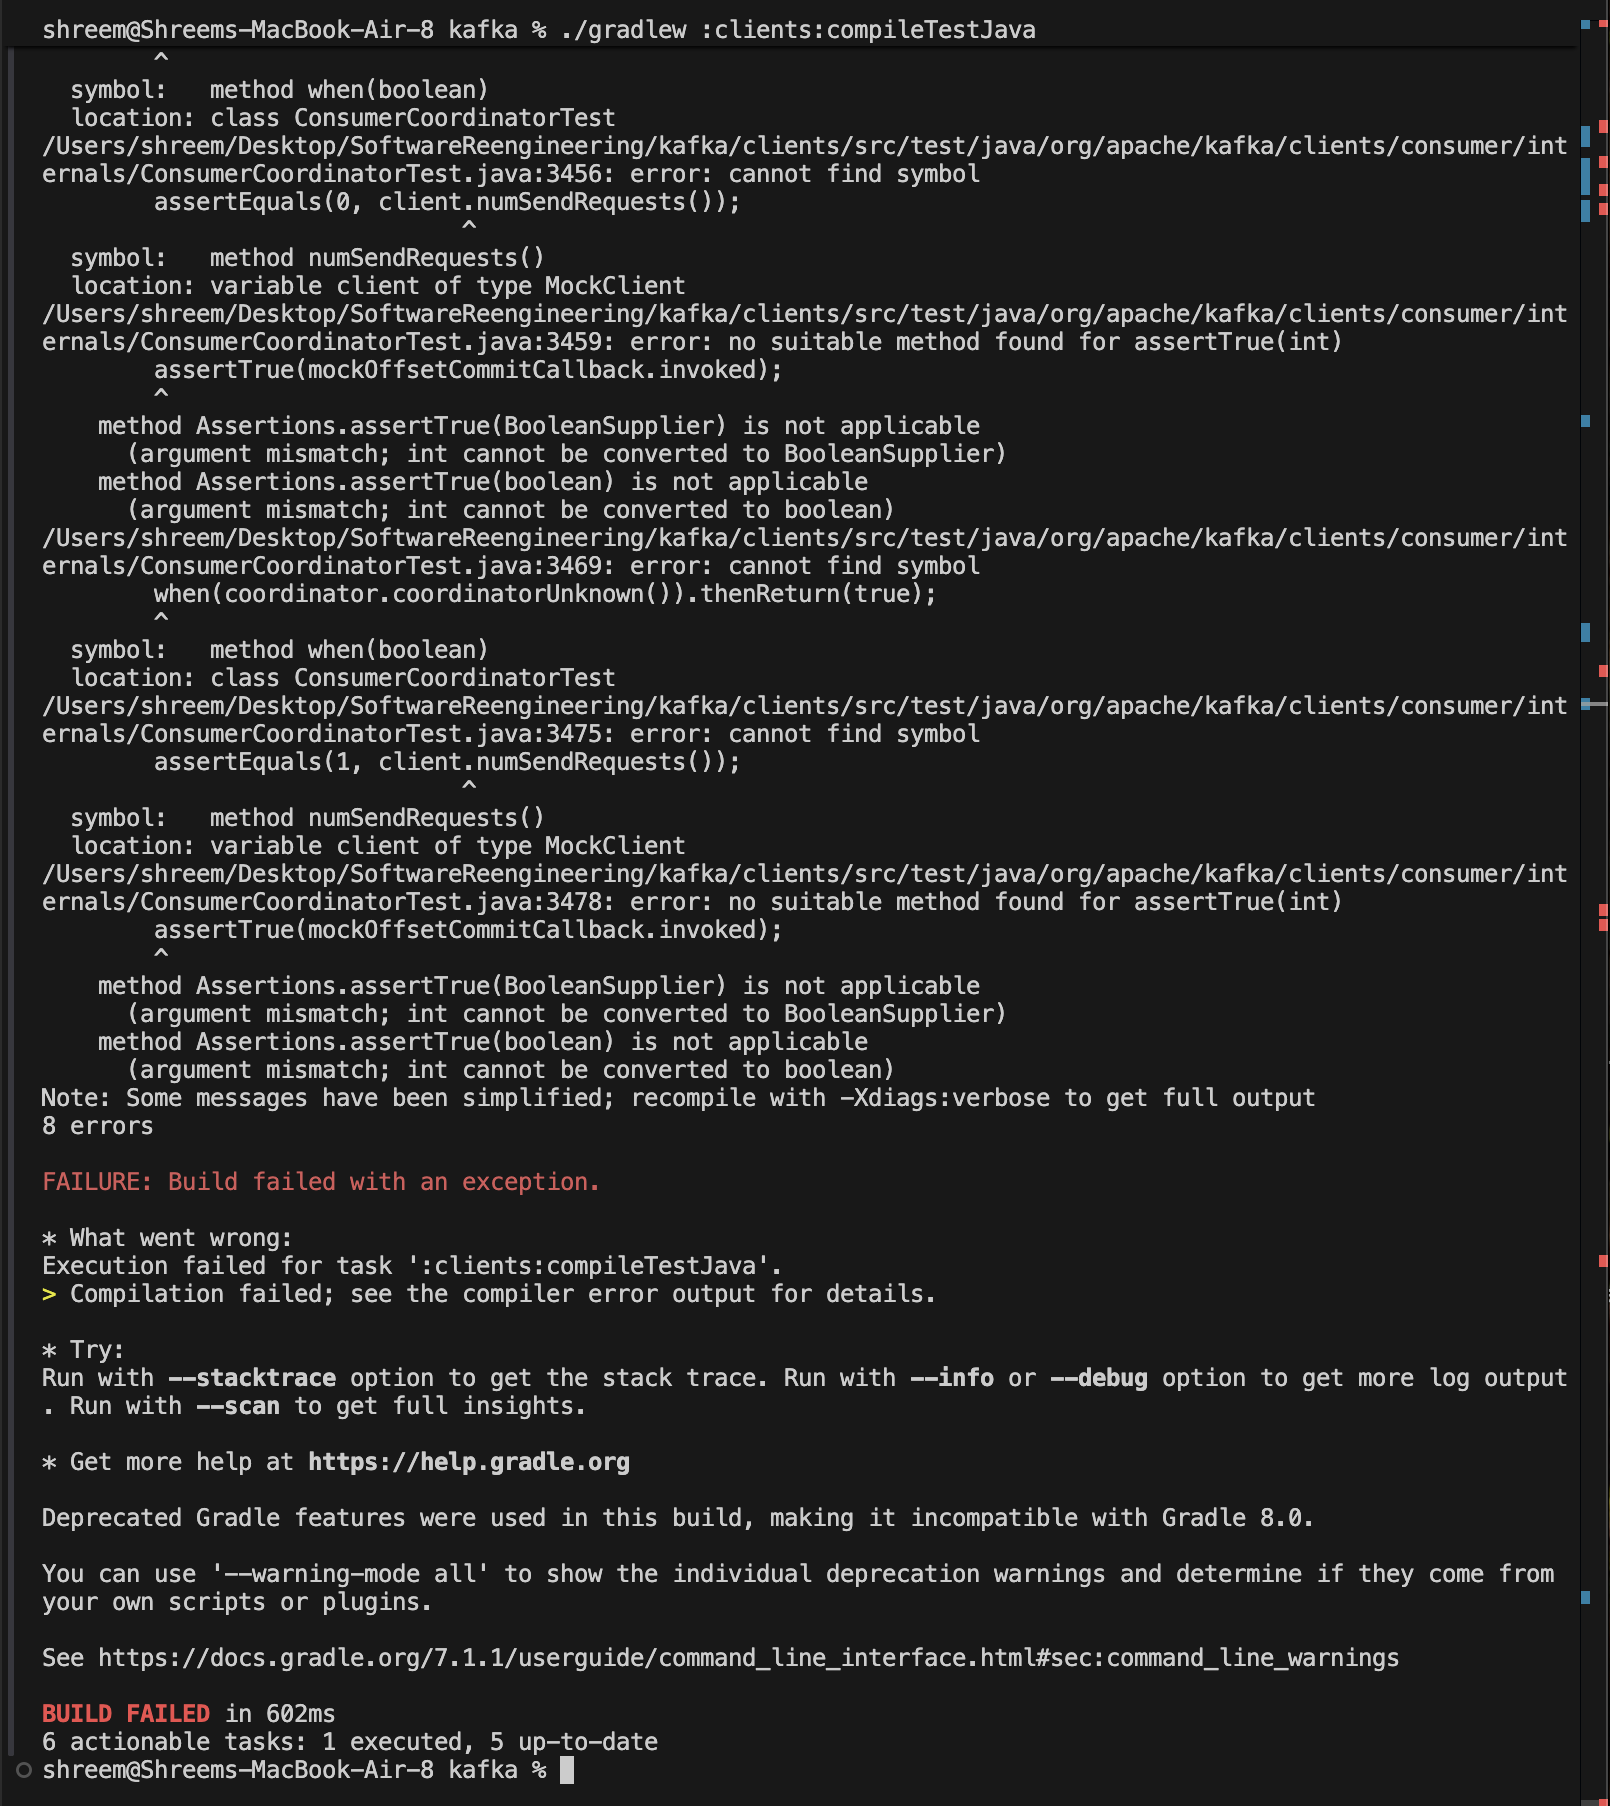 shreem@Shreems-MacBook-Air-8 kafka % ./gradlew :clients:compileTestJava
^
symbol:   method when(boolean)
location: class ConsumerCoordinatorTest
/Users/shreem/Desktop/SoftwareReengineering/kafka/clients/src/test/java/org/apache/kafka/clients/consumer/int
ernals/ConsumerCoordinatorTest.java:3456: error: cannot find symbol
assertEquals(0, client.numSendRequests());
^
symbol:   method numSendRequests()
location: variable client of type MockClient
/Users/shreem/Desktop/SoftwareReengineering/kafka/clients/src/test/java/org/apache/kafka/clients/consumer/int
ernals/ConsumerCoordinatorTest.java:3459: error: no suitable method found for assertTrue(int)
assertTrue(mockOffsetCommitCallback.invoked);
^
method Assertions.assertTrue(BooleanSupplier) is not applicable
(argument mismatch; int cannot be converted to BooleanSupplier)
method Assertions.assertTrue(boolean) is not applicable
(argument mismatch; int cannot be converted to boolean)
/Users/shreem/Desktop/SoftwareReengineering/kafka/clients/src/test/java/org/apache/kafka/clients/consumer/int
ernals/ConsumerCoordinatorTest.java:3469: error: cannot find symbol
when(coordinator.coordinatorUnknown()).thenReturn(true);
^
symbol:   method when(boolean)
location: class ConsumerCoordinatorTest
/Users/shreem/Desktop/SoftwareReengineering/kafka/clients/src/test/java/org/apache/kafka/clients/consumer/int
ernals/ConsumerCoordinatorTest.java:3475: error: cannot find symbol
assertEquals(1, client.numSendRequests());
^
symbol:   method numSendRequests()
location: variable client of type MockClient
/Users/shreem/Desktop/SoftwareReengineering/kafka/clients/src/test/java/org/apache/kafka/clients/consumer/int
ernals/ConsumerCoordinatorTest.java:3478: error: no suitable method found for assertTrue(int)
assertTrue(mockOffsetCommitCallback.invoked);
^
method Assertions.assertTrue(BooleanSupplier) is not applicable
(argument mismatch; int cannot be converted to BooleanSupplier)
method Assertions.assertTrue(boolean) is not applicable
(argument mismatch; int cannot be converted to boolean)
Note: Some messages have been simplified; recompile with -Xdiags:verbose to get full output
8 errors
FAILURE: Build failed with an exception.
* What went wrong:
Execution failed for task ':clients:compileTestJava'.
> Compilation failed; see the compiler error output for details.
* Try:
Run with --stacktrace option to get the stack trace. Run with --info or --debug option to get more log output
. Run with --scan to get full insights.
* Get more help at https://help.gradle.org
Deprecated Gradle features were used in this build, making it incompatible with Gradle 8.0.
You can use '--warning-mode all' to show the individual deprecation warnings and determine if they come from
your own scripts or plugins.
See https://docs.gradle.org/7.1.1/userguide/command_line_interface.html#sec:command_line_warnings
BUILD FAILED in 602ms
6 actionable tasks: 1 executed, 5 up-to-date
shreem@Shreems-MacBook-Air-8 kafka %